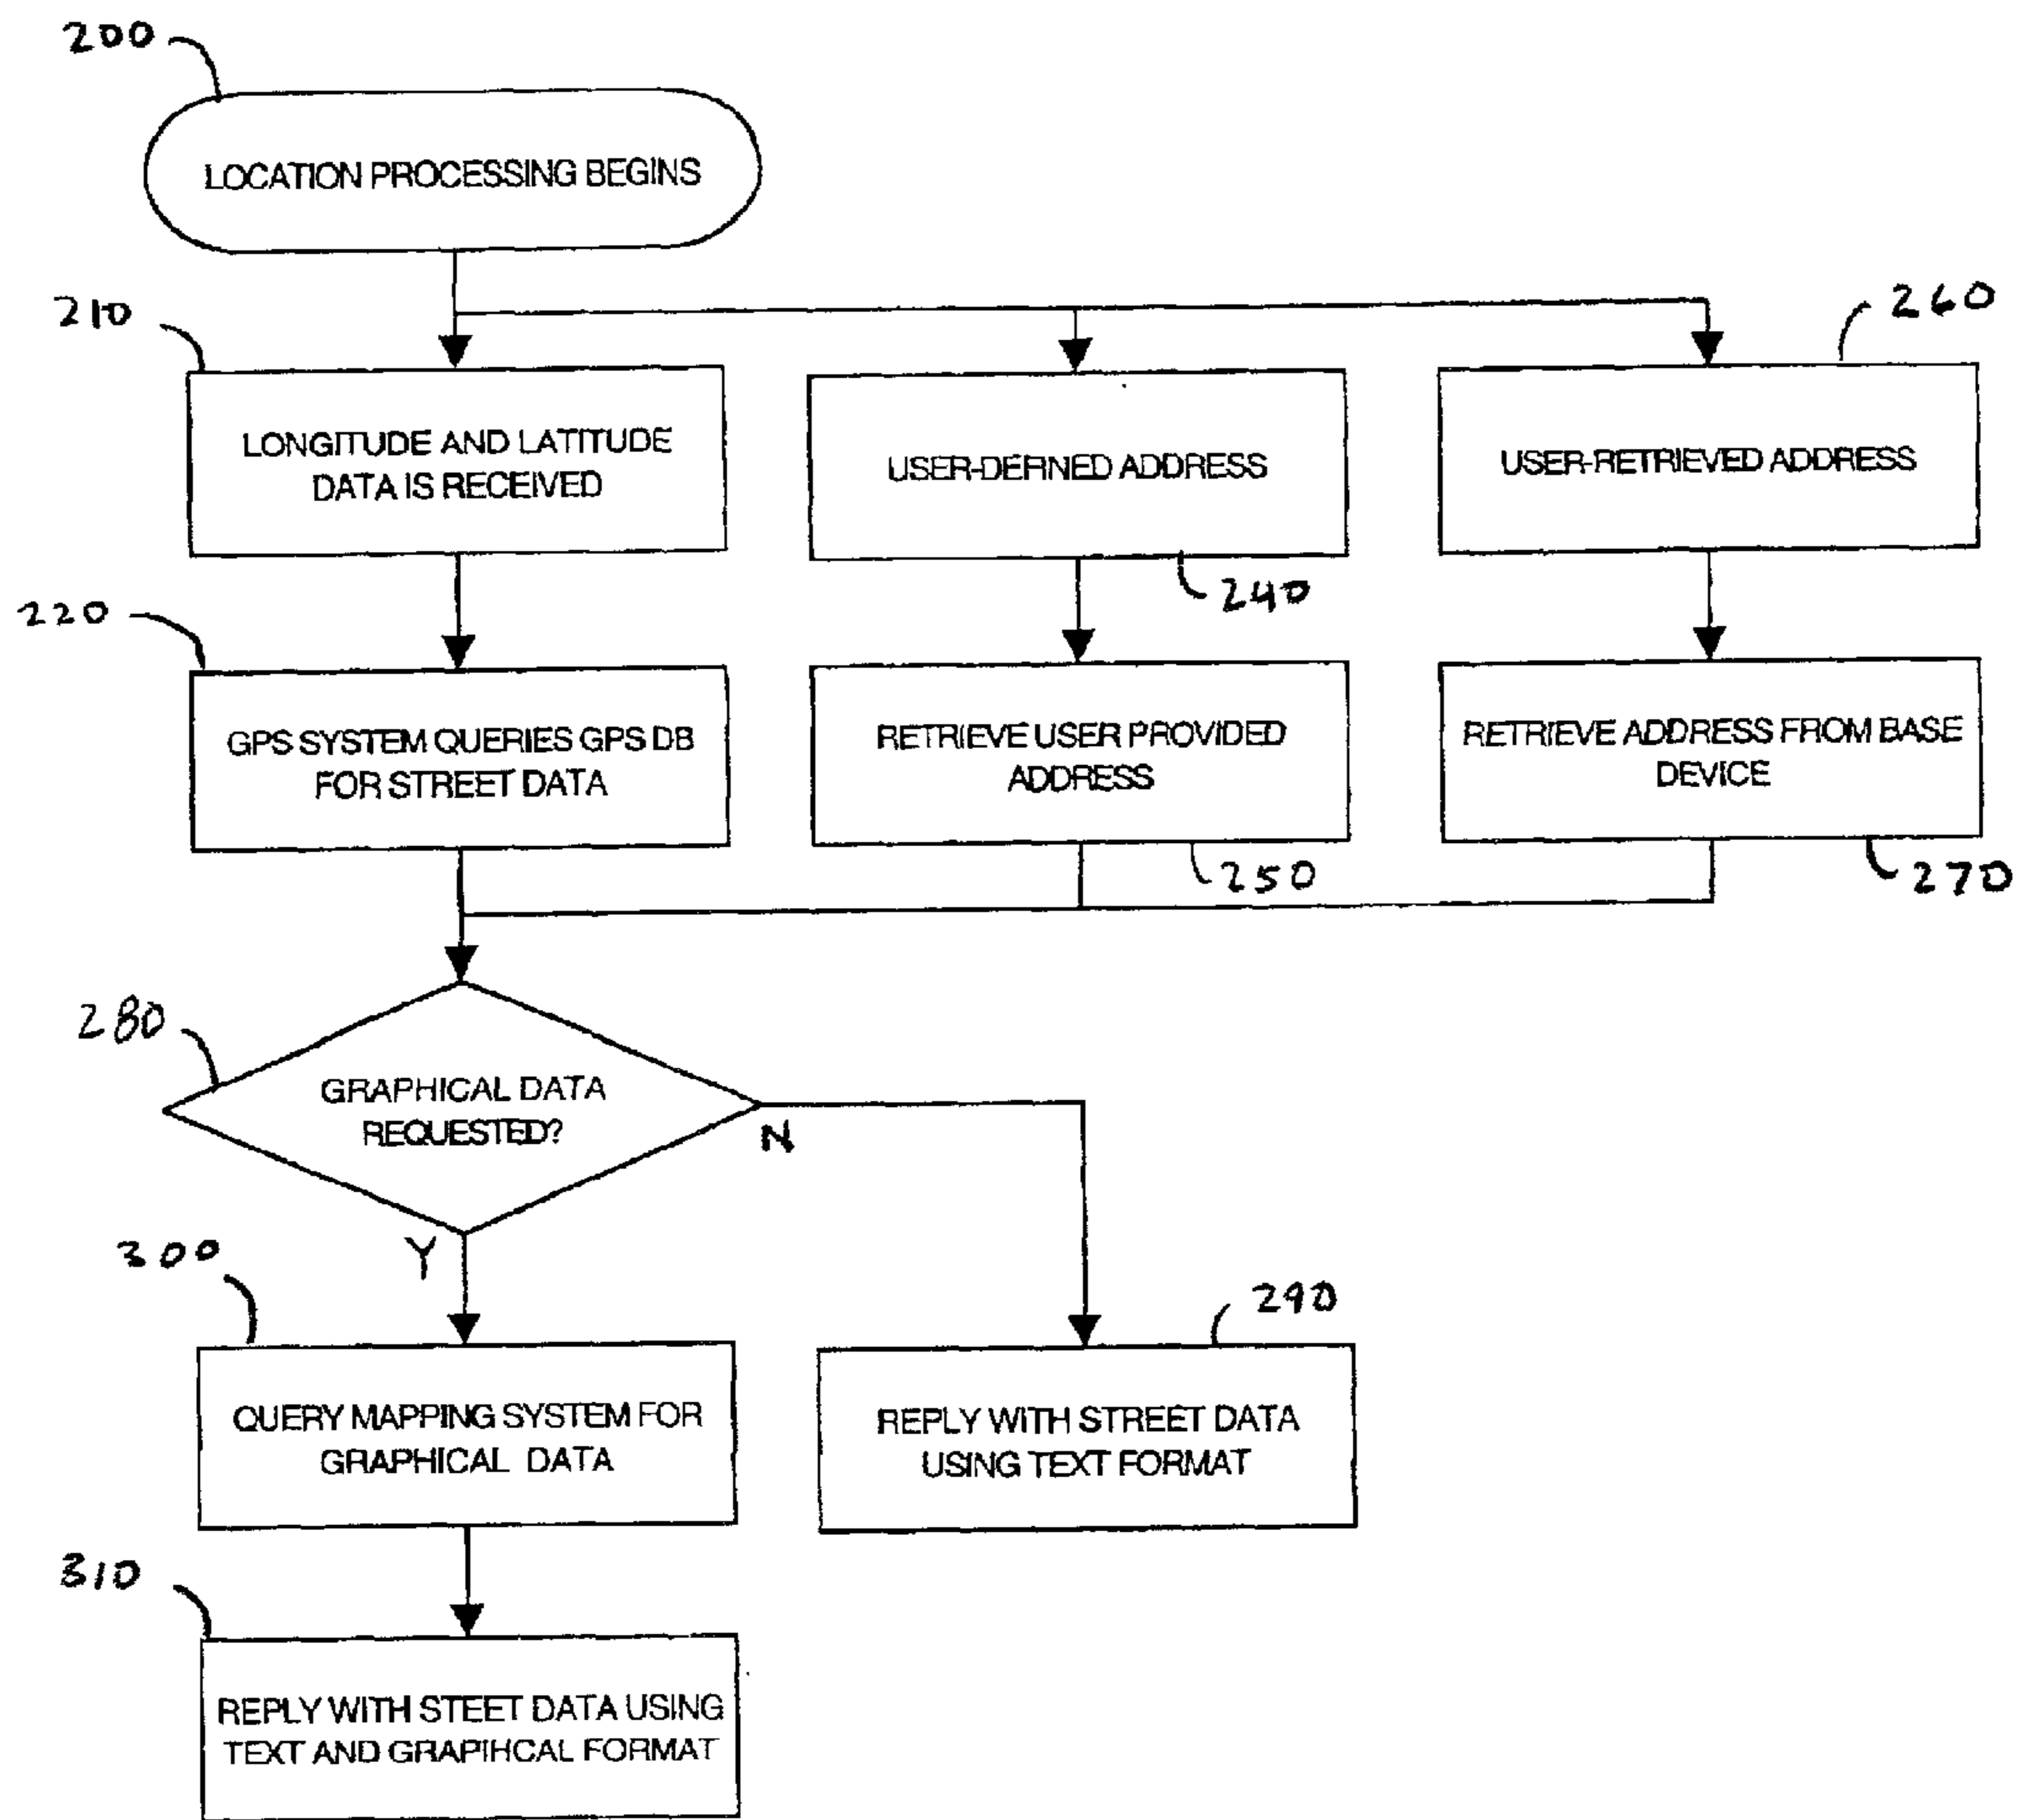 200
LOCATION PROCESSING BEGINS
210
260
LONGITUDE AND LATITUDE
DATA IS RECEIVED
USER-DEFINED ADDRESS
USER-RETRIEVED ADDRESS
240
220
GPS SYSTEM QUERIES GPS DB
FOR STREET DATA
RETRIEVE USER PROVIDED
ADDRESS
RETRIEVE ADDRESS FROM BASE
DEVICE
250
270
280
GRAPHICAL DATA
REQUESTED?
N
Y
300
290
QUERY MAPPING SYSTEM FOR
GRAPHICAL DATA
REPLY WITH STREET DATA
USING TEXT FORMAT
310
REPLY WITH STEET DATA USING
TEXT AND GRAPIHCAL FORMAT